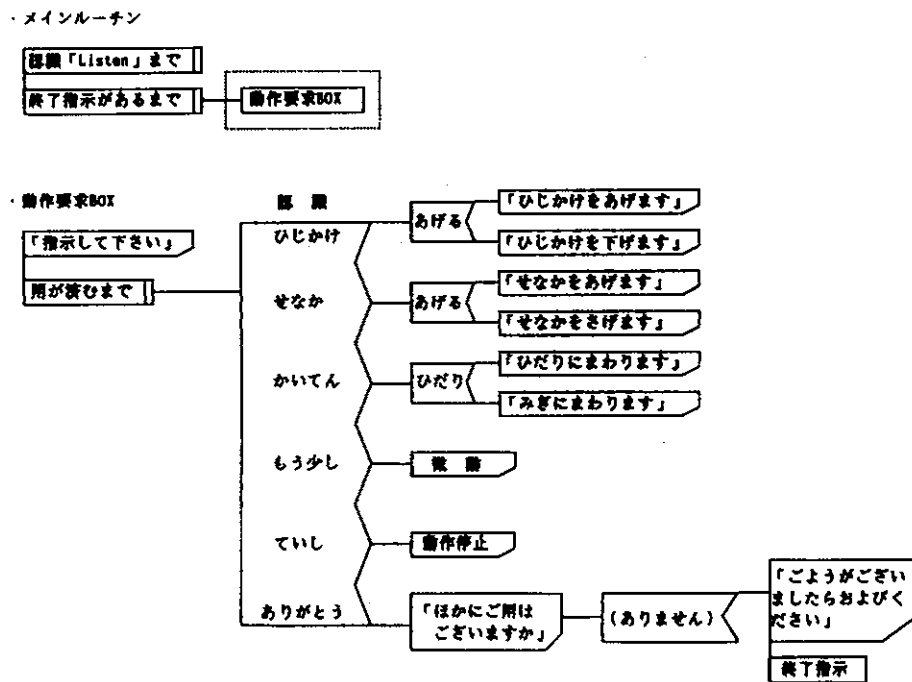 ・メインルーチン
認識「Listen」まで
終了指示があるまで
動作要求BOX
・動作要求BOX
「指示して下さい」
用が済むまで
認 識
ひじかけ
あげる
「ひじかけをあげます」
「ひじかけを下げます」
せなか
あげる
「せなかをあげます」
「せなかをさげます」
かいてん
ひだり
「ひだりにまわります」
「みぎにまわります」
もう少し
微 動
ていし
動作停止
ありがとう
「ほかにご用は
ございますか」
(ありません)
「ごようがござい
ましたらおよびく
ださい」
終了指示